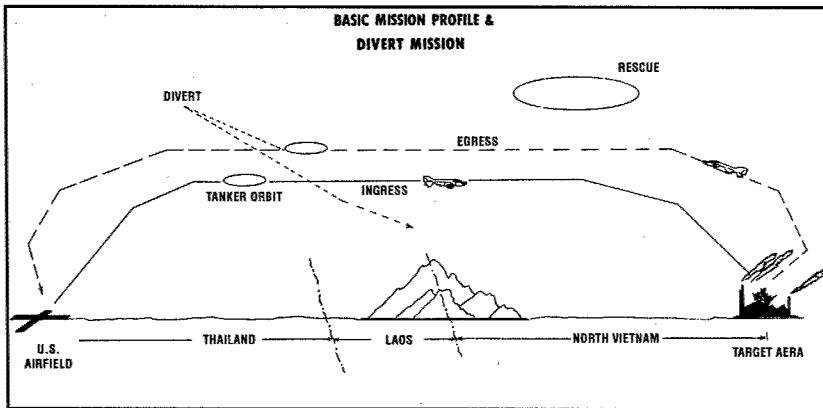 BASIC MISSION PROFILE &
DIVERT MISSION
RESCUE
DIVERT
EGRESS
TANKER ORBIT
INGRESS
U.S.
AIRFIELD
THAILAND
LAOS
NORTH VIETNAM
TARGET AERA